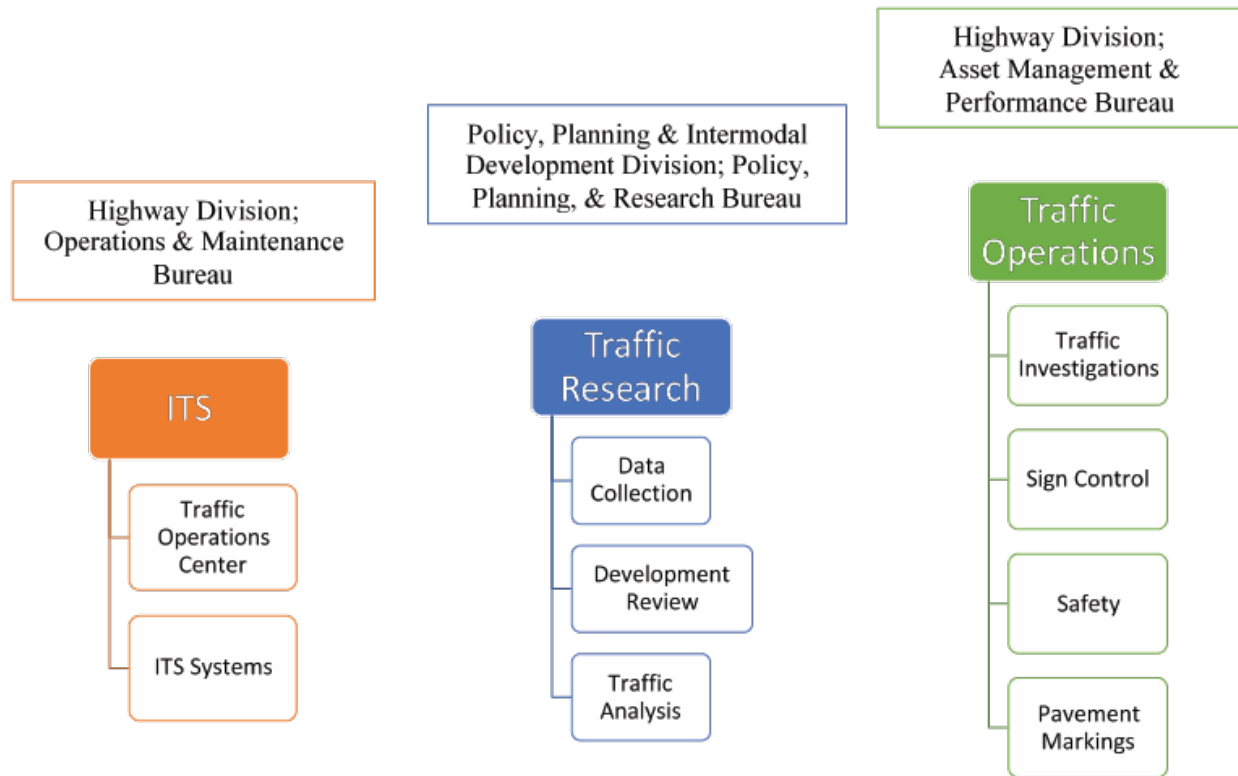 Highway Division;
Operations & Maintenance
Bureau
ITS
Traffic
Operations
Center
ITS Systems
Policy, Planning & Intermodal
Development Division; Policy,
Planning, & Research Bureau
Traffic
Research
Data
Collection
Development
Review
Traffic
Analysis
Highway Division;
Asset Management &
Performance Bureau
Traffic
Operations
Traffic
Investigations
Sign Control
Safety
Pavement
Markings